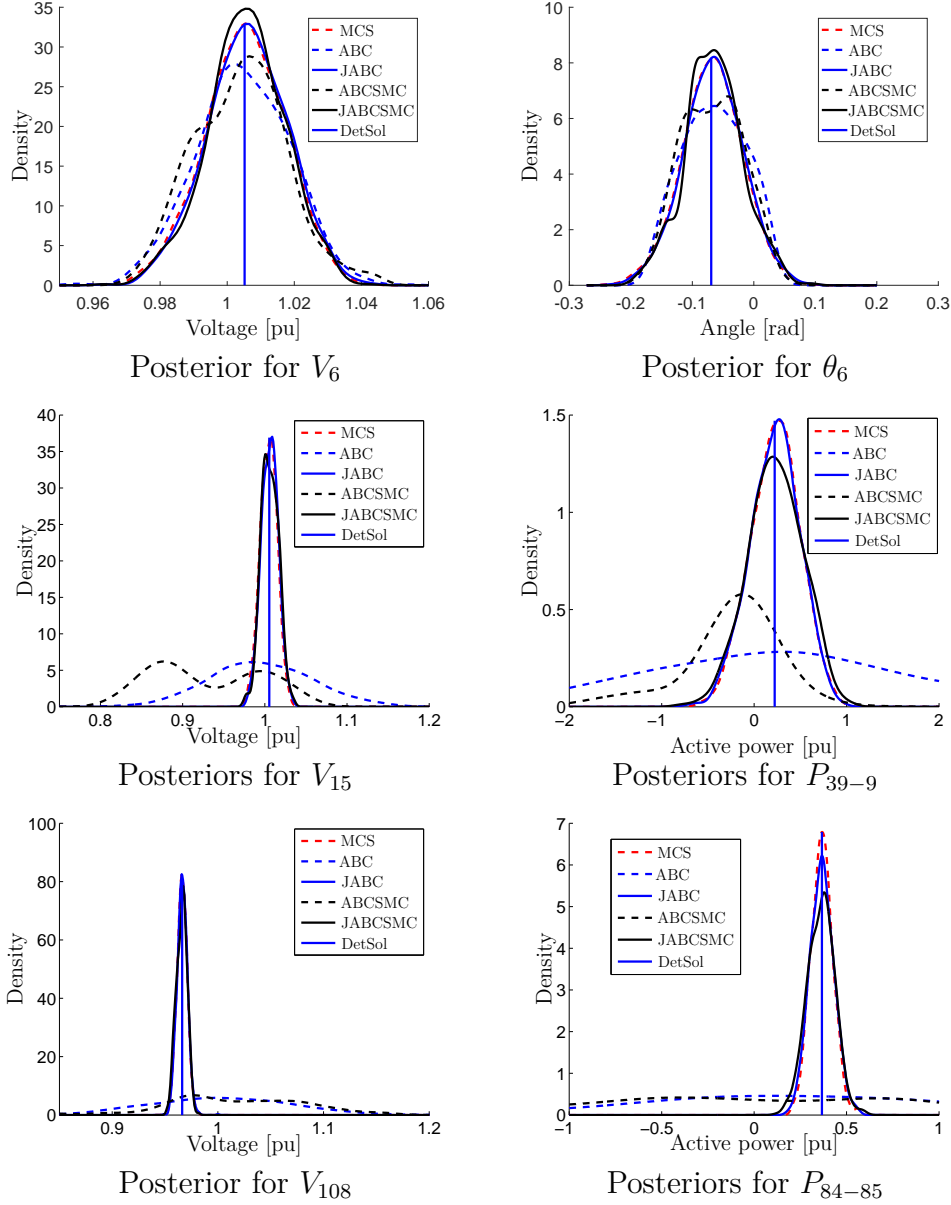 35
30
25
20
15
10
5
0
Density
0.96
0.98
1
1.02
1.04
1.06
Voltage [pu]
MCS
ABC
JABC
ABCSMC
JABCSMC
DetSol
Posterior for V₆
10
8
6
4
2
0
Density
-0.3
-0.2
-0.1
0
0.1
0.2
0.3
Angle [rad]
MCS
ABC
JABC
ABCSMC
JABCSMC
DetSol
Posterior for θ₆
40
35
30
25
20
15
10
5
0
Density
0.8
0.9
1
1.1
1.2
Voltage [pu]
MCS
ABC
JABC
ABCSMC
JABCSMC
DetSol
Posteriors for V₁₅
1.5
1
0.5
0
Density
−2
−1
0
1
2
Active power [pu]
MCS
ABC
JABC
ABCSMC
JABCSMC
DetSol
Posteriors for P₃₉₋₉
100
80
60
40
20
0
Density
0.9
1
1.1
1.2
Voltage [pu]
MCS
ABC
JABC
ABCSMC
JABCSMC
DetSol
Posterior for V₁₀₈
7
6
5
4
3
2
1
0
Density
−1
−0.5
0
0.5
1
Active power [pu]
MCS
ABC
JABC
ABCSMC
JABCSMC
DetSol
Posteriors for P₈₄₋₈₅